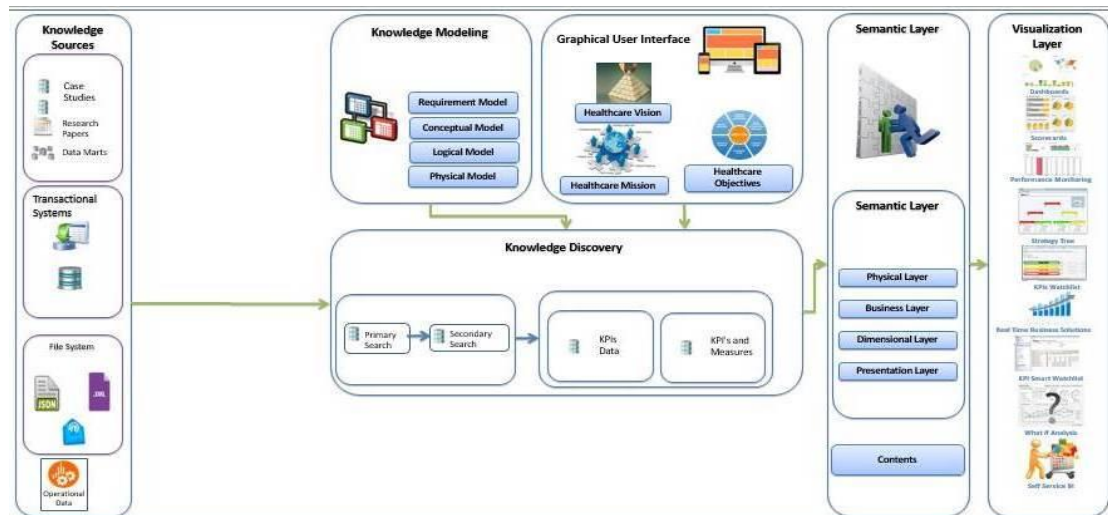 Knowledge
Sources
Case
Studies
Research
Papers
Data Marts
Transactional
Systems
File System
JSON
.XML
Operational
Data
Knowledge Modeling
Requirement Model
Conceptual Model
Logical Model
Physical Model
Graphical User Interface
Healthcare Vision
Healthcare Mission
Healthcare
Objectives
Knowledge Discovery
Primary
Search
Secondary
Search
KPIs
Data
KPI's and
Measures
Semantic Layer
Semantic Layer
Physical Layer
Business Layer
Dimensional Layer
Presentation Layer
Contents
Visualization
Layer
Dashboards
Scorecards
Performance Monitoring
Strategy Tree
KPIs Watchlist
Real Time Business Solutions
KPI Smart Watchlist
?
What if Analysis
Self Service BI